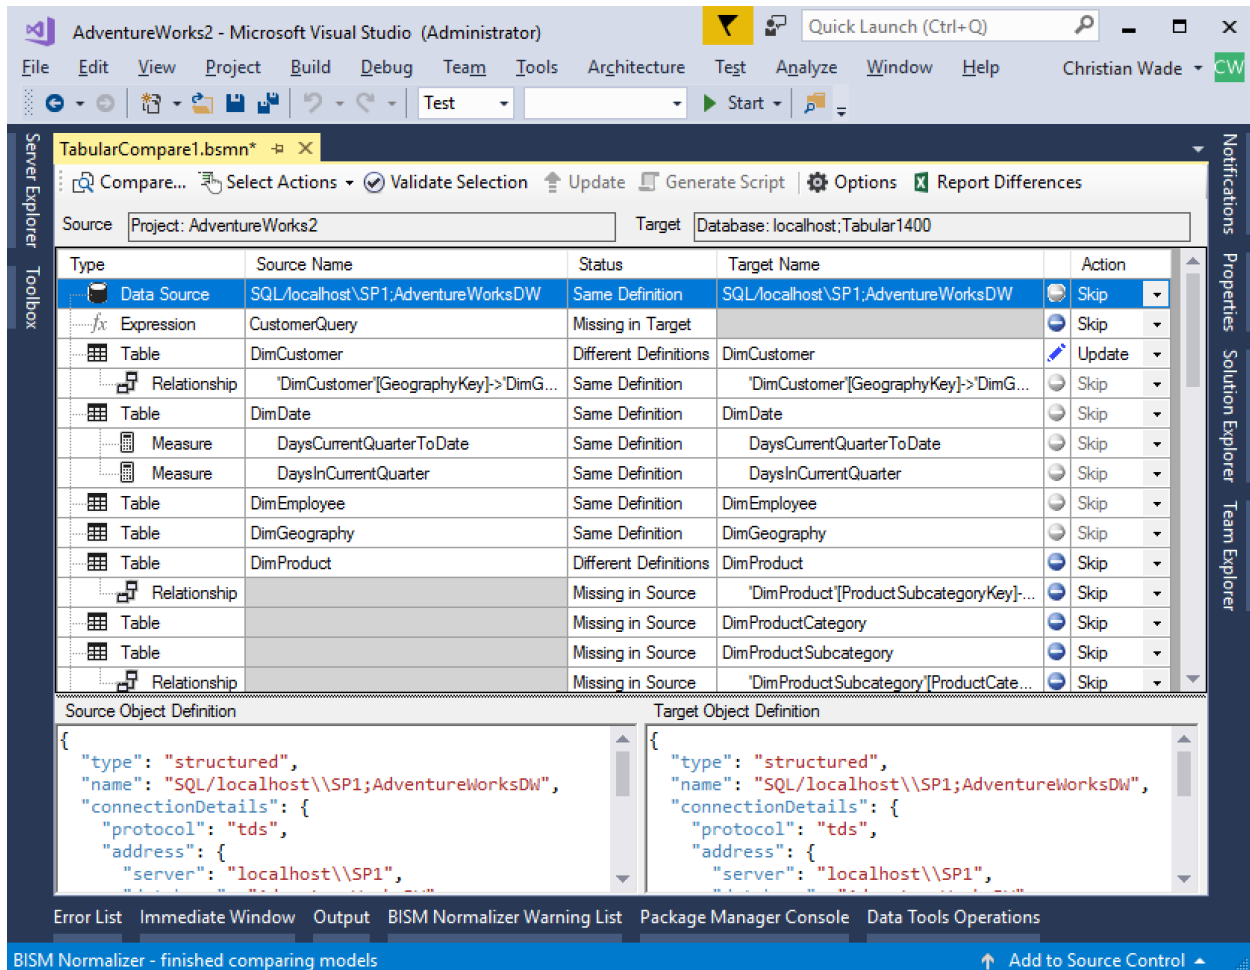 AdventureWorks2 - Microsoft Visual Studio (Administrator)
Quick Launch (Ctrl+Q)
File Edit View Project Build Debug Team Tools Architecture Test Analyze Window Help Christian Wade CW
Test Start
Server Explorer
Toolbox
TabularCompare1.bsmn*
Compare... Select Actions Validate Selection Update Generate Script Options Report Differences
Source Project: AdventureWorks2 Target Database: localhost;Tabular1400
Type Source Name Status Target Name Action
Data Source SQL/localhost\SP1;AdventureWorksDW Same Definition SQL/localhost\SP1;AdventureWorksDW Skip
fx Expression CustomerQuery Missing in Target Skip
Table DimCustomer Different Definitions DimCustomer Update
Relationship 'DimCustomer'[GeographyKey]->'DimG... Same Definition 'DimCustomer'[GeographyKey]->'DimG... Skip
Table DimDate Same Definition DimDate Skip
Measure DaysCurrentQuarterToDate Same Definition DaysCurrentQuarterToDate Skip
Measure DaysInCurrentQuarter Same Definition DaysInCurrentQuarter Skip
Table DimEmployee Same Definition DimEmployee Skip
Table DimGeography Same Definition DimGeography Skip
Table DimProduct Different Definitions DimProduct Skip
Relationship Missing in Source 'DimProduct'[ProductSubcategoryKey]-... Skip
Table Missing in Source DimProductCategory Skip
Table Missing in Source DimProductSubcategory Skip
Relationship Missing in Source 'DimProductSubcategory'[ProductCate... Skip
Source Object Definition
{
"type": "structured",
"name": "SQL/localhost\\SP1;AdventureWorksDW",
"connectionDetails": {
"protocol": "tds",
"address": {
"server": "localhost\\SP1",
Target Object Definition
{
"type": "structured",
"name": "SQL/localhost\\SP1;AdventureWorksDW",
"connectionDetails": {
"protocol": "tds",
"address": {
"server": "localhost\\SP1",
Notifications
Properties
Solution Explorer
Team Explorer
Error List Immediate Window Output BISM Normalizer Warning List Package Manager Console Data Tools Operations
BISM Normalizer - finished comparing models Add to Source Control